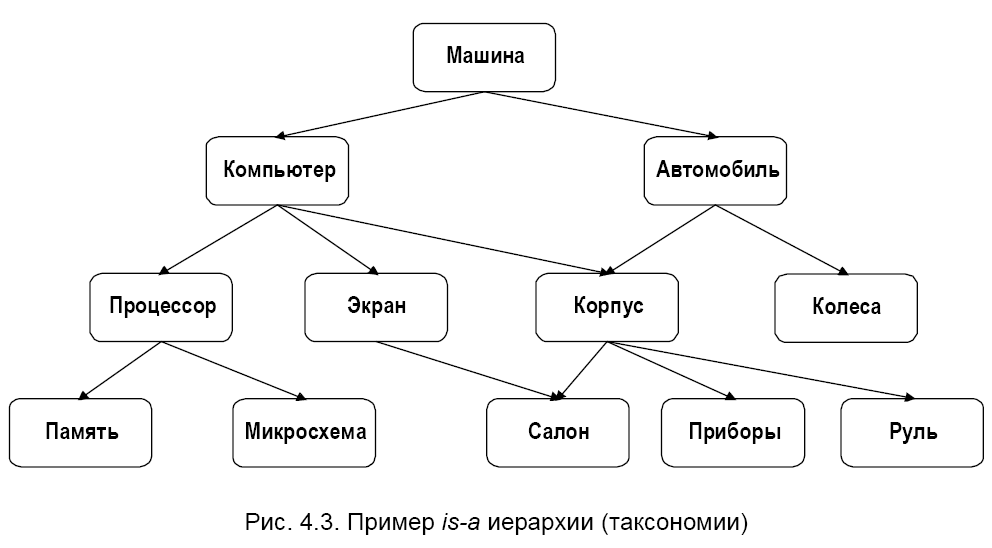 Машина
Компьютер
Автомобиль
Процессор
Экран
Корпус
Колеса
Память
Микросхема
Салон
Приборы
Руль
Рис. 4.3. Пример is-a иерархии (таксономии)